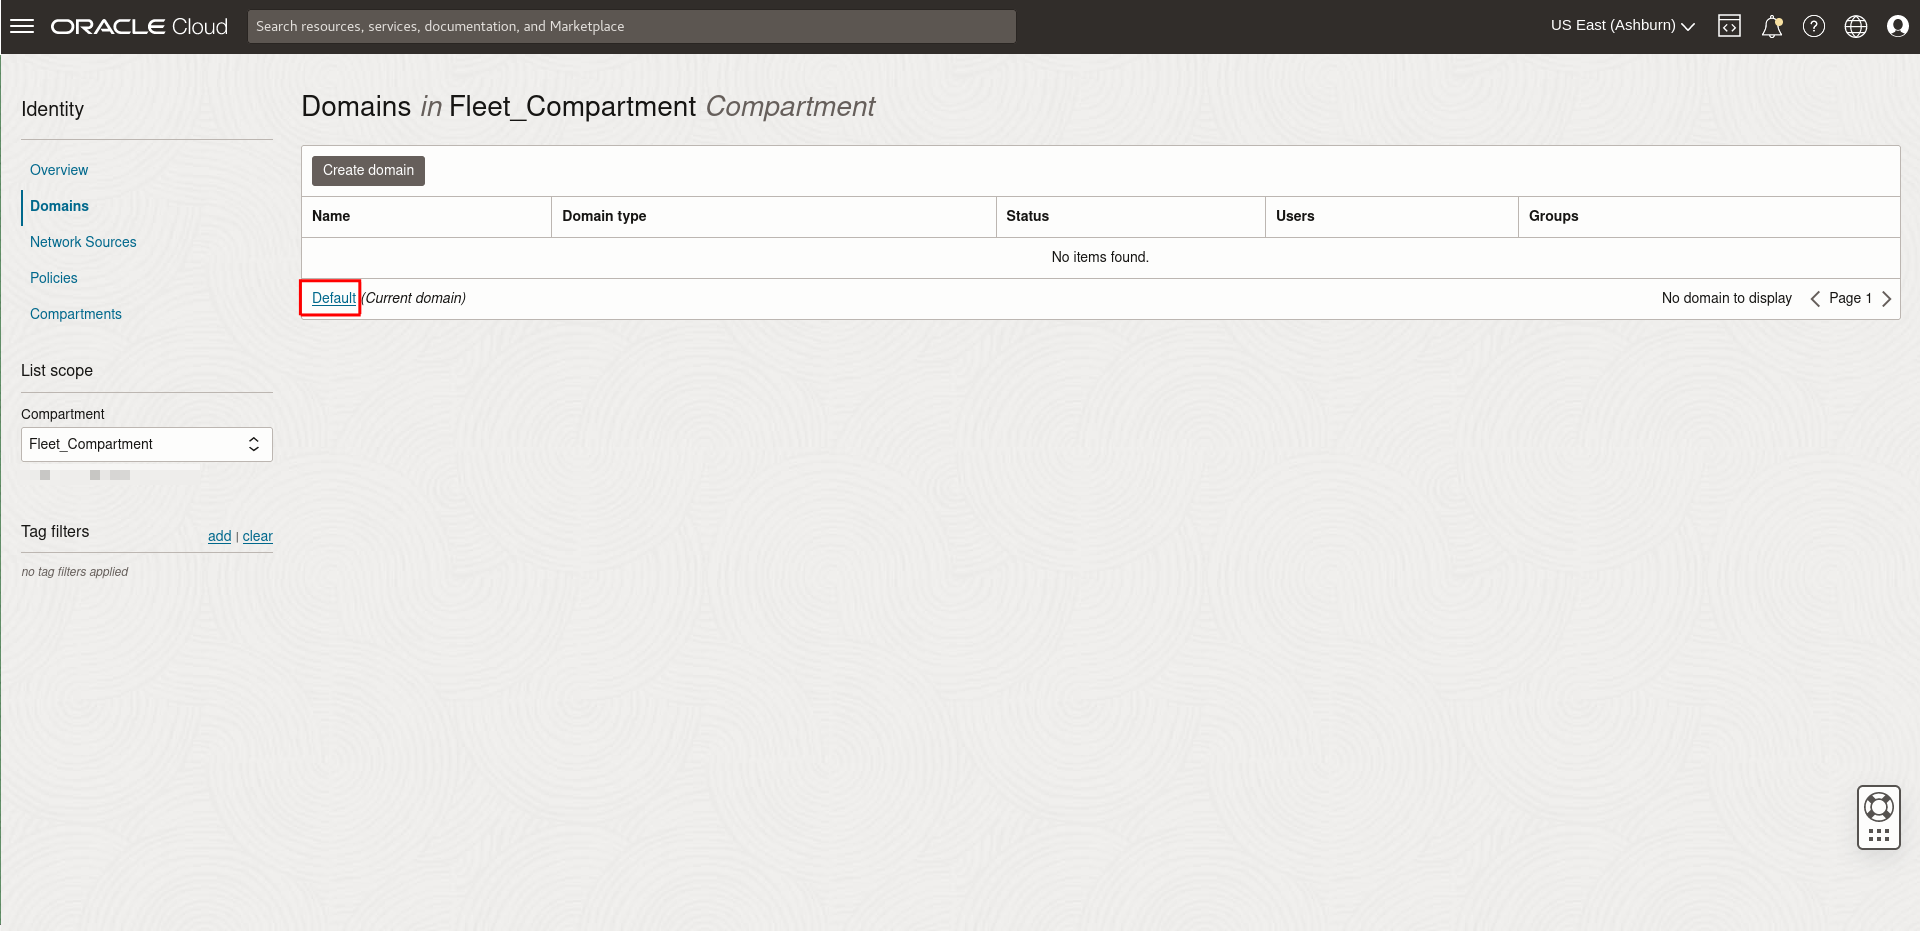 ORACLE Cloud
Search resources, services, documentation, and Marketplace
US East (Ashburn)
Identity
Overview
Domains
Network Sources
Policies
Compartments
List scope
Compartment
Fleet_Compartment
Tag filters
add | clear
no tag filters applied
Domains in Fleet_Compartment Compartment
Create domain
Name Domain type Status Users Groups
No items found.
Default (Current domain) No domain to display Page 1